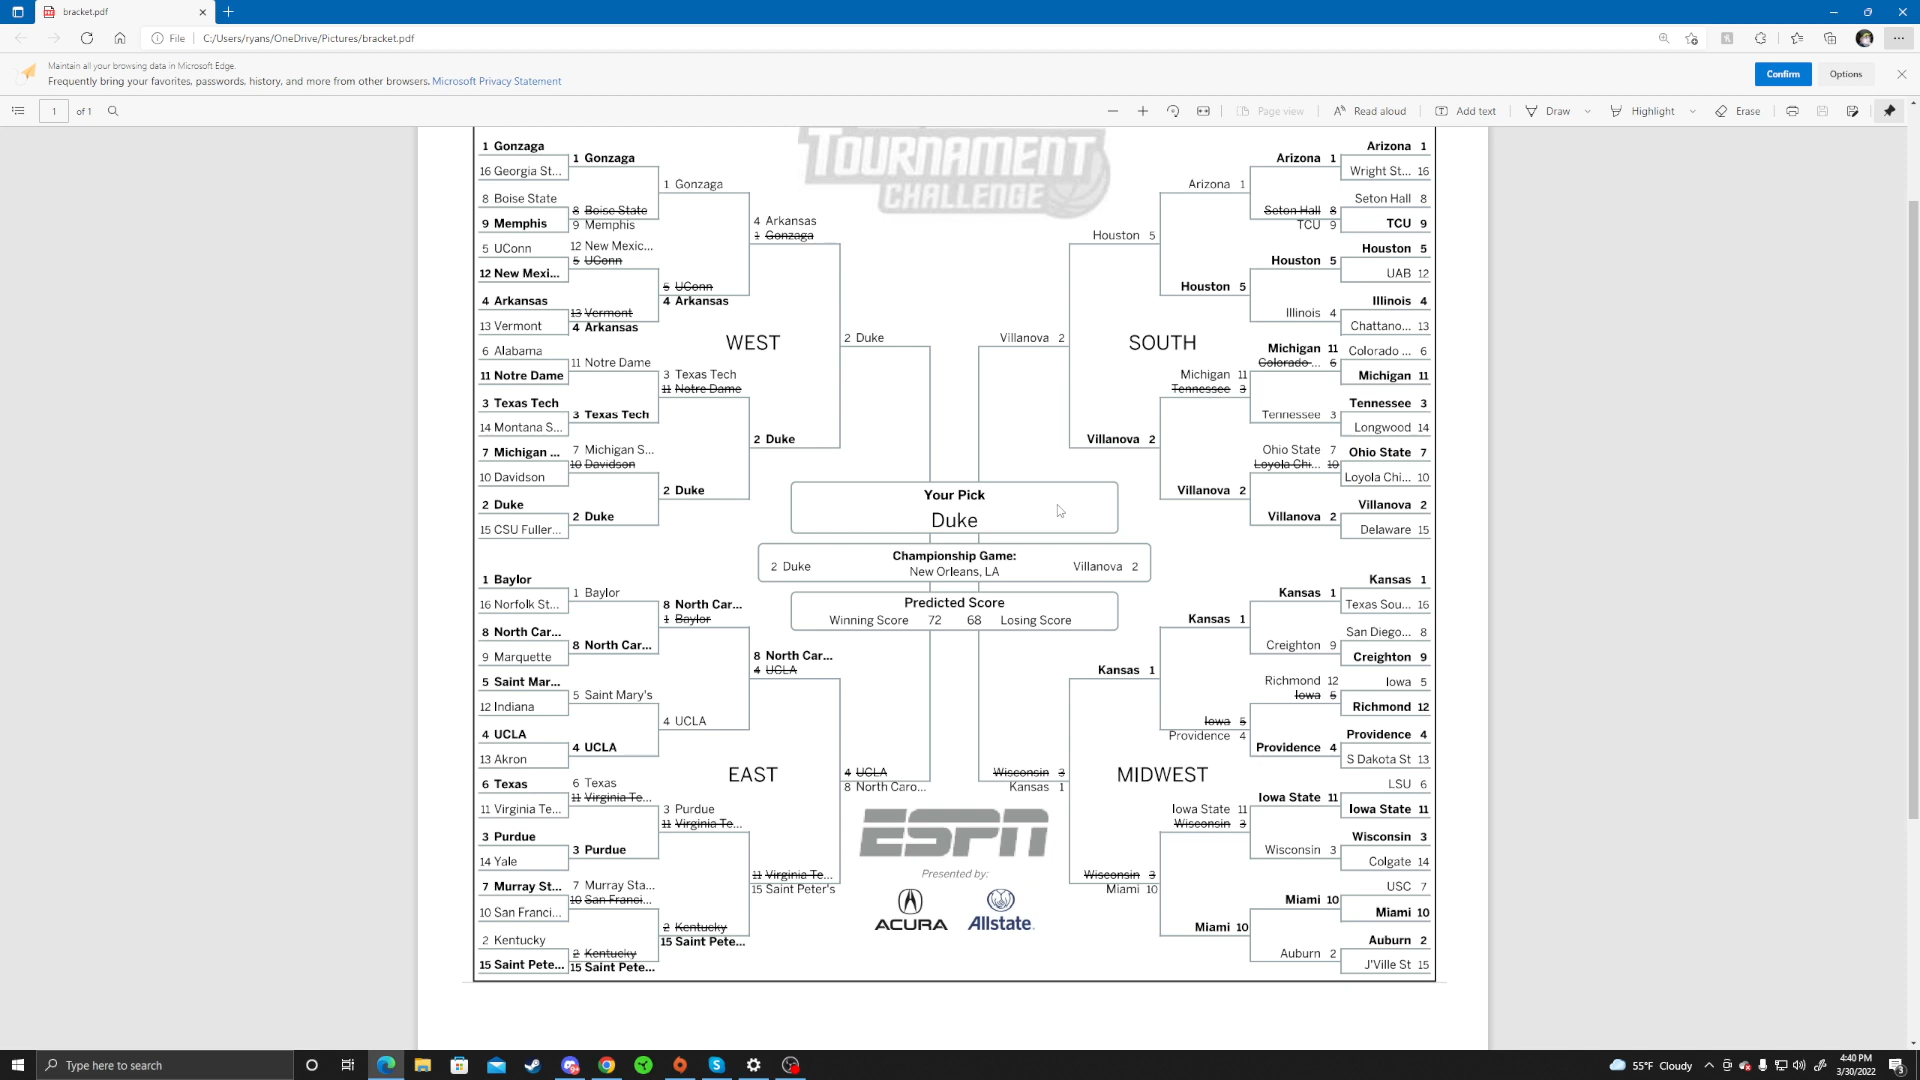 bracket.pdf
File
C:/Users/ryans/OneDrive/Pictures/bracket.pdf
Maintain all your browsing data in Microsoft Edge.
Frequently bring your favorites, passwords, history, and more from other browsers. Microsoft Privacy Statement
Confirm
Options
1 of 1
Page view
Read aloud
Add text
Draw
Highlight
Erase
TOURNAMENT
CHALLENGE
1 Gonzaga
16 Georgia St...
8 Boise State
9 Memphis
5 UConn
12 New Mexi...
4 Arkansas
13 Vermont
6 Alabama
11 Notre Dame
3 Texas Tech
14 Montana S...
7 Michigan ...
10 Davidson
2 Duke
15 CSU Fuller...
1 Gonzaga
8 Boise State
9 Memphis
12 New Mexic...
5 UConn
13 Vermont
4 Arkansas
11 Notre Dame
3 Texas Tech
7 Michigan S...
10 Davidson
2 Duke
1 Gonzaga
5 UConn
4 Arkansas
3 Texas Tech
11 Notre Dame
2 Duke
4 Arkansas
1 Gonzaga
2 Duke
2 Duke
WEST
Villanova 2
SOUTH
Houston 5
Villanova 2
Arizona 1
Houston 5
Michigan 11
Tennessee 3
Villanova 2
Arizona 1
Seton Hall 8
TCU 9
Houston 5
Illinois 4
Michigan 11
Colorado ... 6
Tennessee 3
Ohio State 7
Loyola Chi... 10
Villanova 2
Arizona 1
Wright St... 16
Seton Hall 8
TCU 9
Houston 5
UAB 12
Illinois 4
Chattano... 13
Colorado ... 6
Michigan 11
Tennessee 3
Longwood 14
Ohio State 7
Loyola Chi... 10
Villanova 2
Delaware 15
Your Pick
Duke
Championship Game:
2 Duke New Orleans, LA Villanova 2
Predicted Score
Winning Score 72 68 Losing Score
1 Baylor
16 Norfolk St...
8 North Car...
9 Marquette
5 Saint Mar...
12 Indiana
4 UCLA
13 Akron
6 Texas
11 Virginia Te...
3 Purdue
14 Yale
7 Murray St...
10 San Franci...
2 Kentucky
15 Saint Pete...
1 Baylor
8 North Car...
5 Saint Mary's
4 UCLA
6 Texas
11 Virginia Te...
3 Purdue
7 Murray Sta...
10 San Franci...
2 Kentucky
15 Saint Pete...
8 North Car...
1 Baylor
4 UCLA
3 Purdue
11 Virginia Te...
2 Kentucky
15 Saint Pete...
8 North Car...
4 UCLA
11 Virginia Te...
15 Saint Peter's
EAST
4 UCLA
8 North Caro...
Wisconsin 3
Kansas 1
MIDWEST
Kansas 1
Wisconsin 3
Miami 10
Kansas 1
Iowa 5
Providence 4
Iowa State 11
Wisconsin 3
Miami 10
Kansas 1
Creighton 9
Richmond 12
Iowa 5
Providence 4
Iowa State 11
Wisconsin 3
Miami 10
Auburn 2
Kansas 1
Texas Sou... 16
San Diego... 8
Creighton 9
Iowa 5
Richmond 12
Providence 4
S Dakota St 13
LSU 6
Iowa State 11
Wisconsin 3
Colgate 14
USC 7
Miami 10
Auburn 2
J'Ville St 15
ESPN
Presented by:
ACURA
Allstate.
Type here to search
55°F Cloudy
4:40 PM
3/30/2022
3